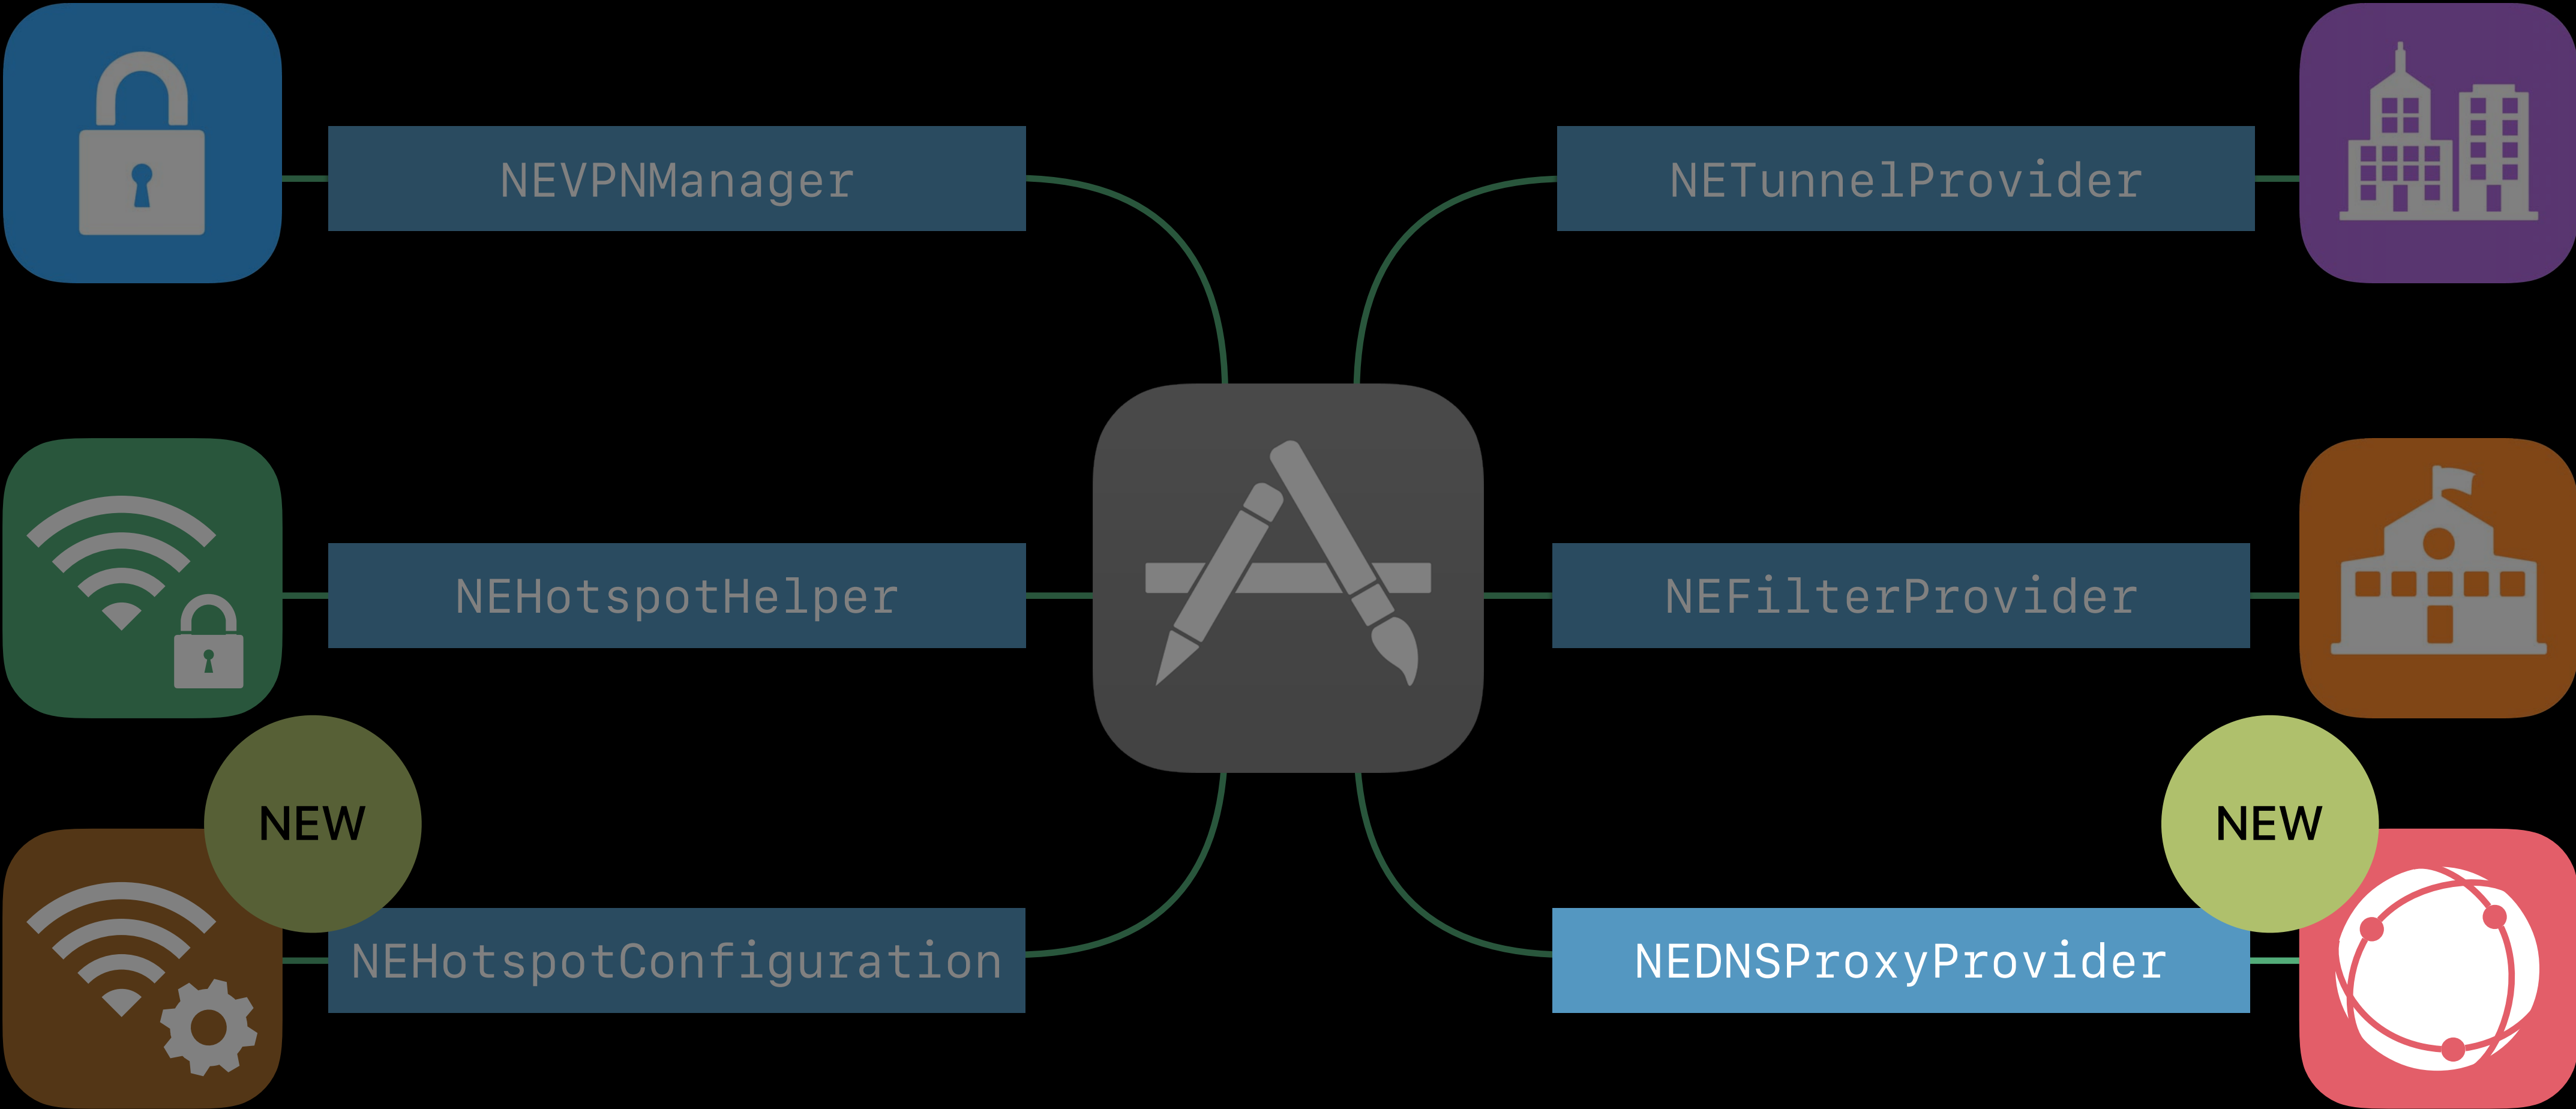 NEVPNManager
NETunnelProvider
NEHotspotHelper
NEFilterProvider
NEW
NEW
NEHotspotConfiguration
NEDNSProxyProvider